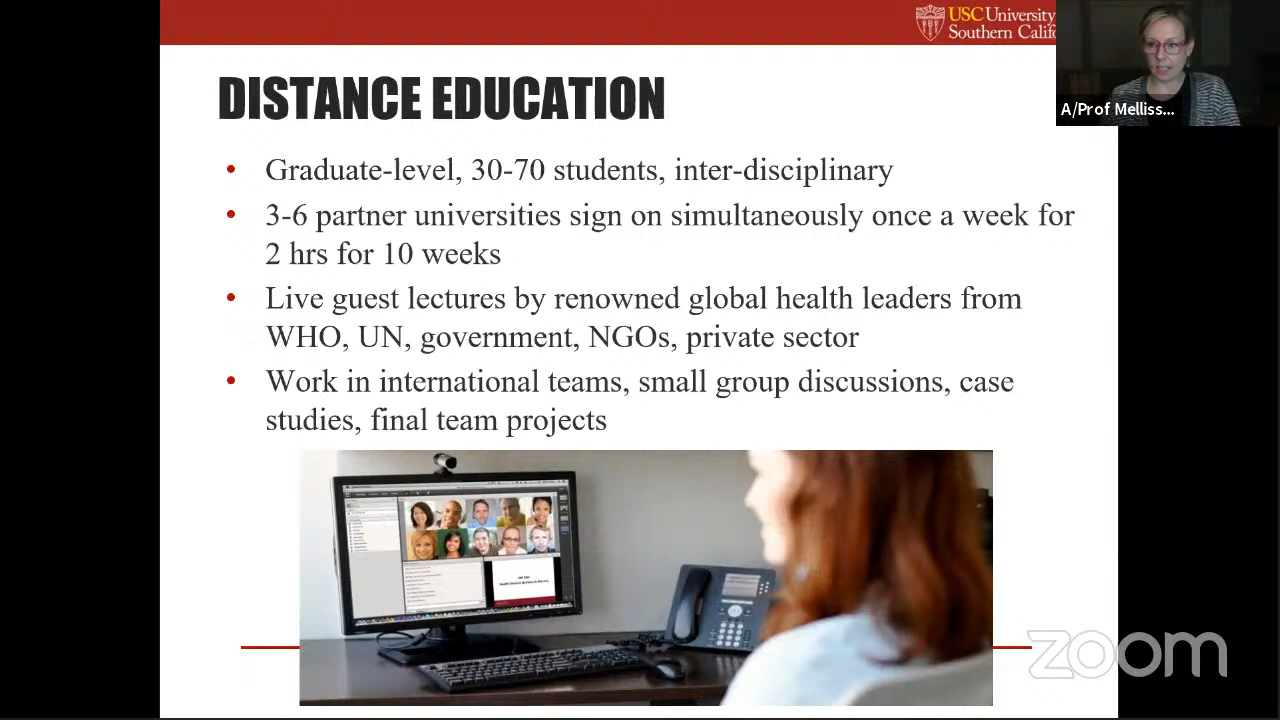 USC University
Southern Califo
A/Prof Melliss...
DISTANCE EDUCATION
• Graduate-level, 30-70 students, inter-disciplinary
• 3-6 partner universities sign on simultaneously once a week for
2 hrs for 10 weeks
• Live guest lectures by renowned global health leaders from
WHO, UN, government, NGOs, private sector
• Work in international teams, small group discussions, case
studies, final team projects
zoom